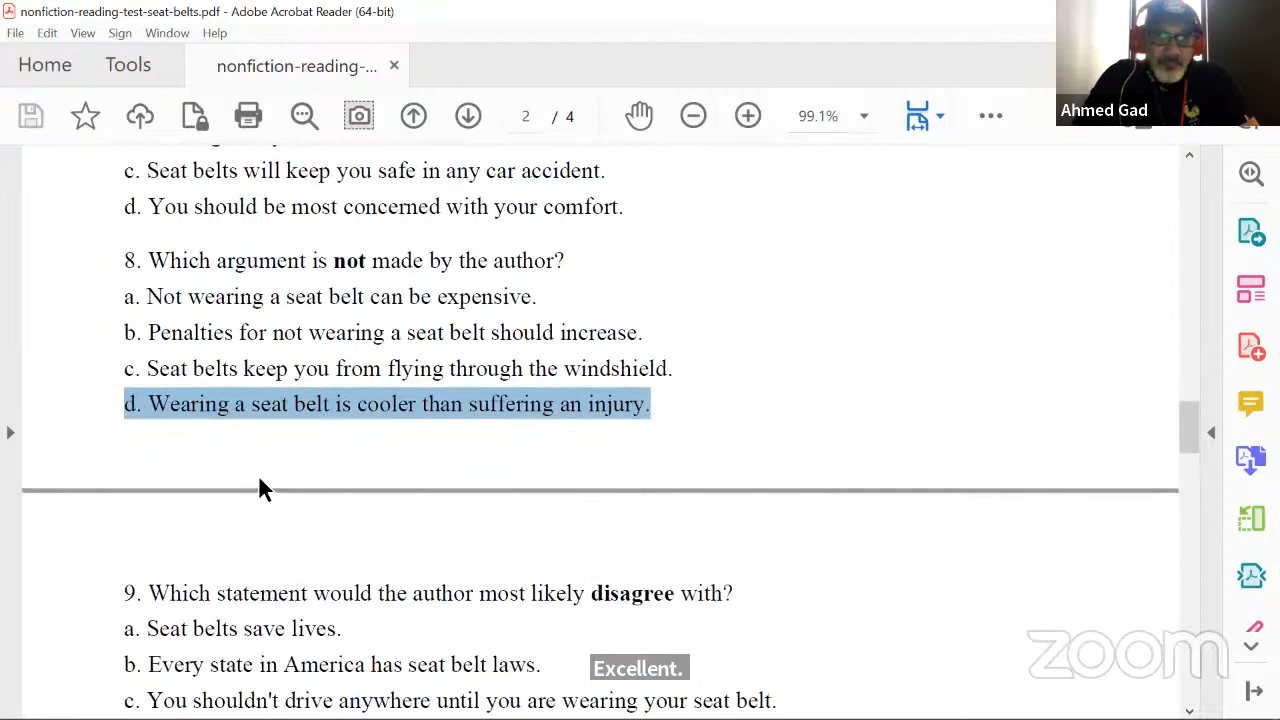 nonfiction-reading-test-seat-belts.pdf - Adobe Acrobat Reader (64-bit)
File Edit View Sign Window Help
Home Tools nonfiction-reading-... ×
2 / 4 99.1%
Ahmed Gad
c. Seat belts will keep you safe in any car accident.
d. You should be most concerned with your comfort.
8. Which argument is not made by the author?
a. Not wearing a seat belt can be expensive.
b. Penalties for not wearing a seat belt should increase.
c. Seat belts keep you from flying through the windshield.
d. Wearing a seat belt is cooler than suffering an injury.
9. Which statement would the author most likely disagree with?
a. Seat belts save lives.
b. Every state in America has seat belt laws.
Excellent.
zoom
c. You shouldn't drive anywhere until you are wearing your seat belt.